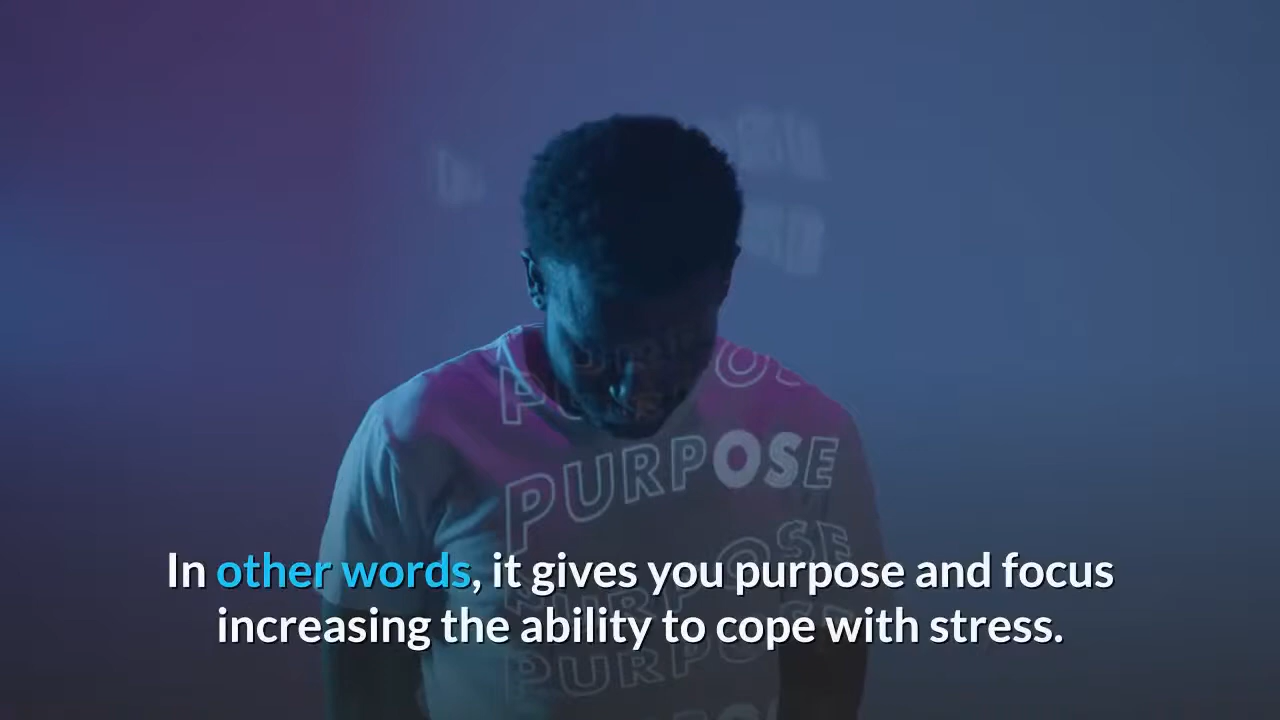 PURPOSE
PURPOSE
PURPOSE
In other words, it gives you purpose and focus
increasing the ability to cope with stress.